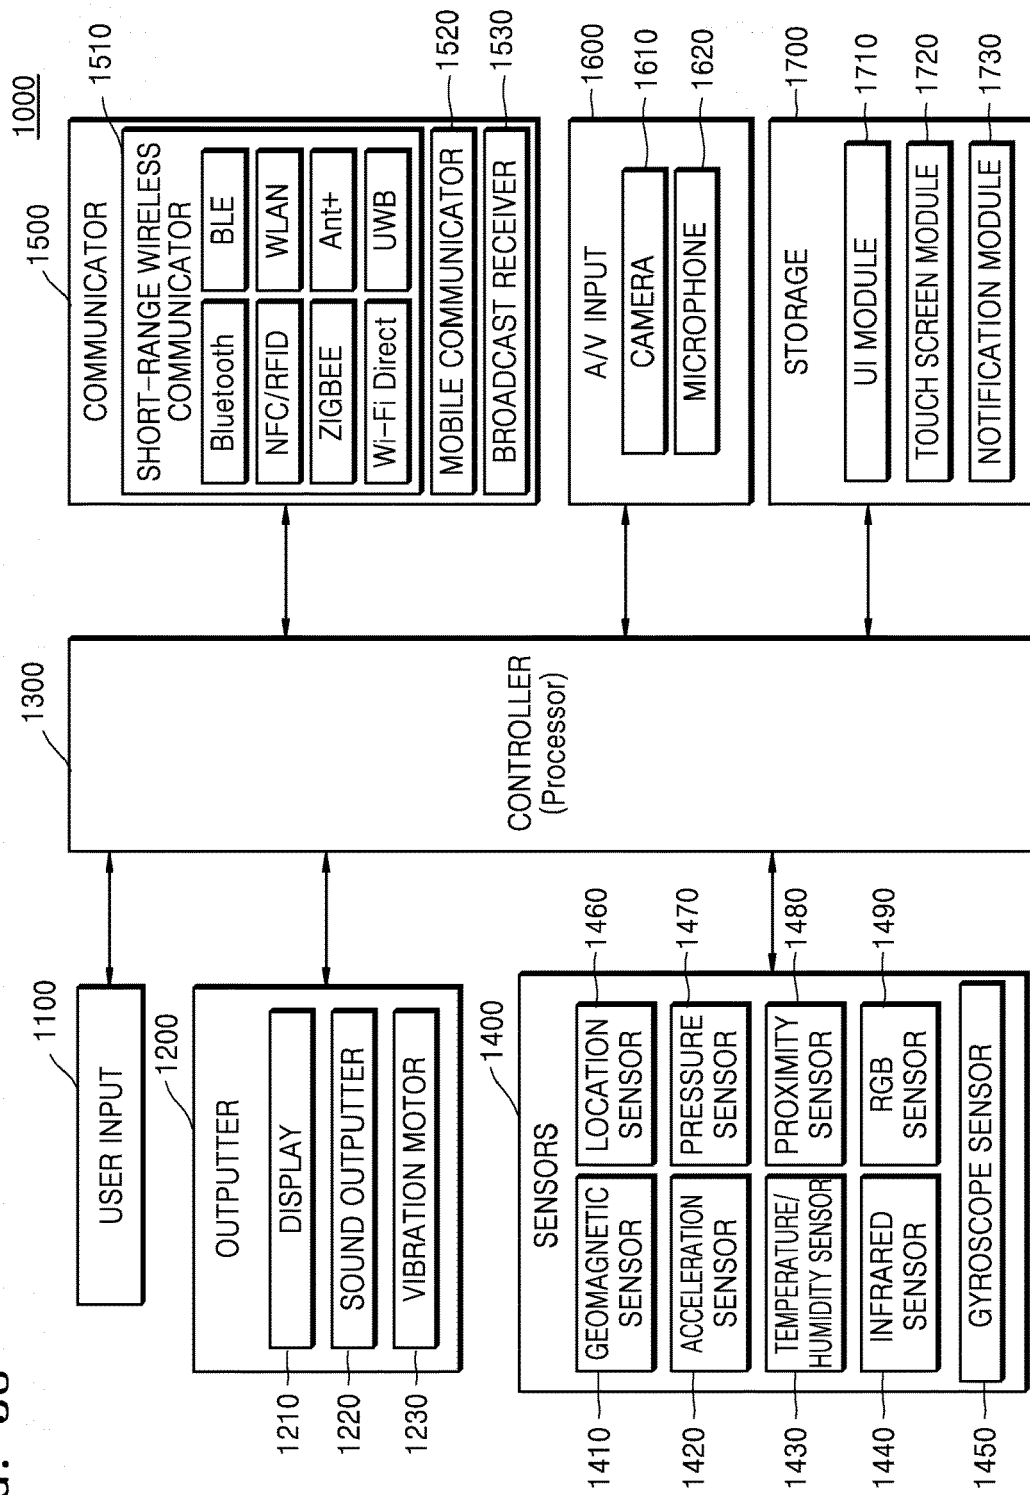 1000
1100
USER INPUT
1200
OUTPUTTER
DISPLAY
1210
SOUND OUTPUTTER
1220
VIBRATION MOTOR
1230
1400
SENSORS
GEOMAGNETIC
SENSOR
1410
LOCATION
SENSOR
1460
ACCELERATION
SENSOR
1420
PRESSURE
SENSOR
1470
TEMPERATURE/
HUMIDITY SENSOR
1430
PROXIMITY
SENSOR
1480
INFRARED
SENSOR
1440
RGB
SENSOR
1490
GYROSCOPE SENSOR
1450
1300
CONTROLLER
(Processor)
1500
COMMUNICATOR
1510
SHORT-RANGE WIRELESS
COMMUNICATOR
Bluetooth
BLE
NFC/RFID
WLAN
ZIGBEE
Ant+
Wi-Fi Direct
UWB
MOBILE COMMUNICATOR
1520
BROADCAST RECEIVER
1530
A/V INPUT
1600
CAMERA
1610
MICROPHONE
1620
STORAGE
1700
UI MODULE
1710
TOUCH SCREEN MODULE
1720
NOTIFICATION MODULE
1730